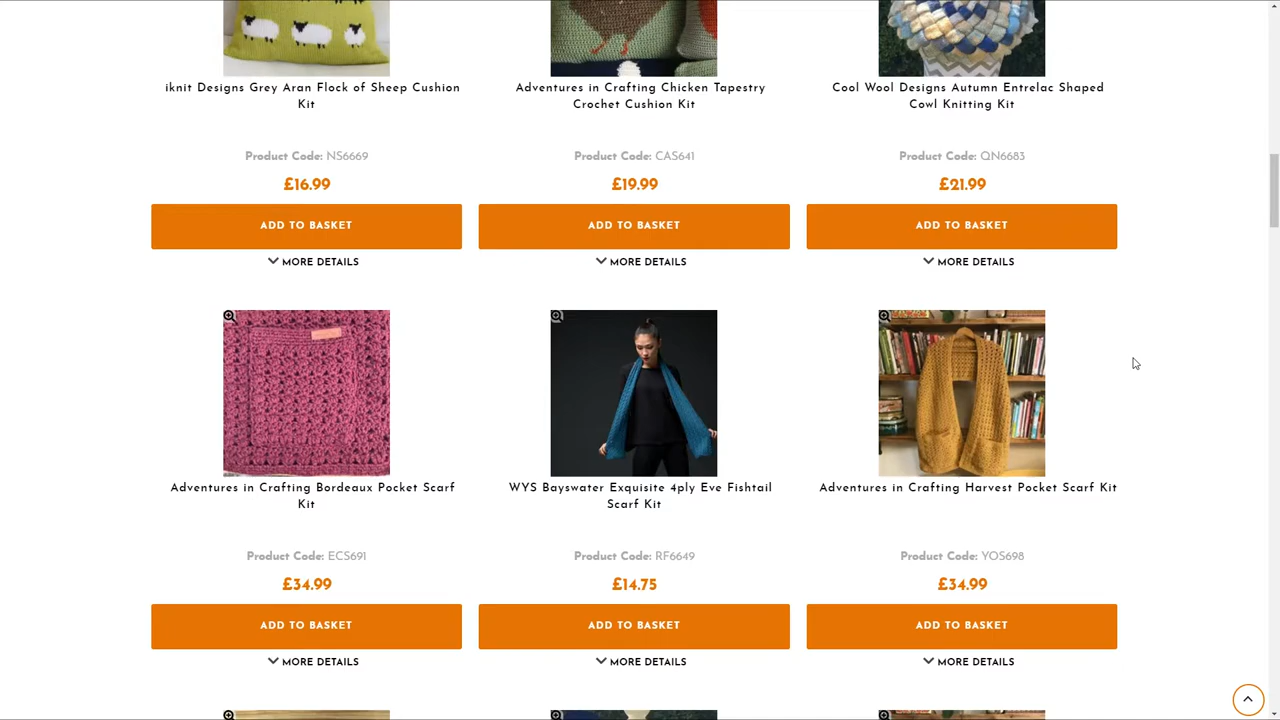 iknit Designs Grey Aran Flock of Sheep Cushion
Kit
Product Code: NS6669
£16.99
ADD TO BASKET
MORE DETAILS
Adventures in Crafting Chicken Tapestry
Crochet Cushion Kit
Product Code: CAS641
£19.99
ADD TO BASKET
MORE DETAILS
Cool Wool Designs Autumn Entrelac Shaped
Cowl Knitting Kit
Product Code: QN6683
£21.99
ADD TO BASKET
MORE DETAILS
Adventures in Crafting Bordeaux Pocket Scarf
Kit
Product Code: ECS691
£34.99
ADD TO BASKET
MORE DETAILS
WYS Bayswater Exquisite 4ply Eve Fishtail
Scarf Kit
Product Code: RF6649
£14.75
ADD TO BASKET
MORE DETAILS
Adventures in Crafting Harvest Pocket Scarf Kit
Product Code: YOS698
£34.99
ADD TO BASKET
MORE DETAILS